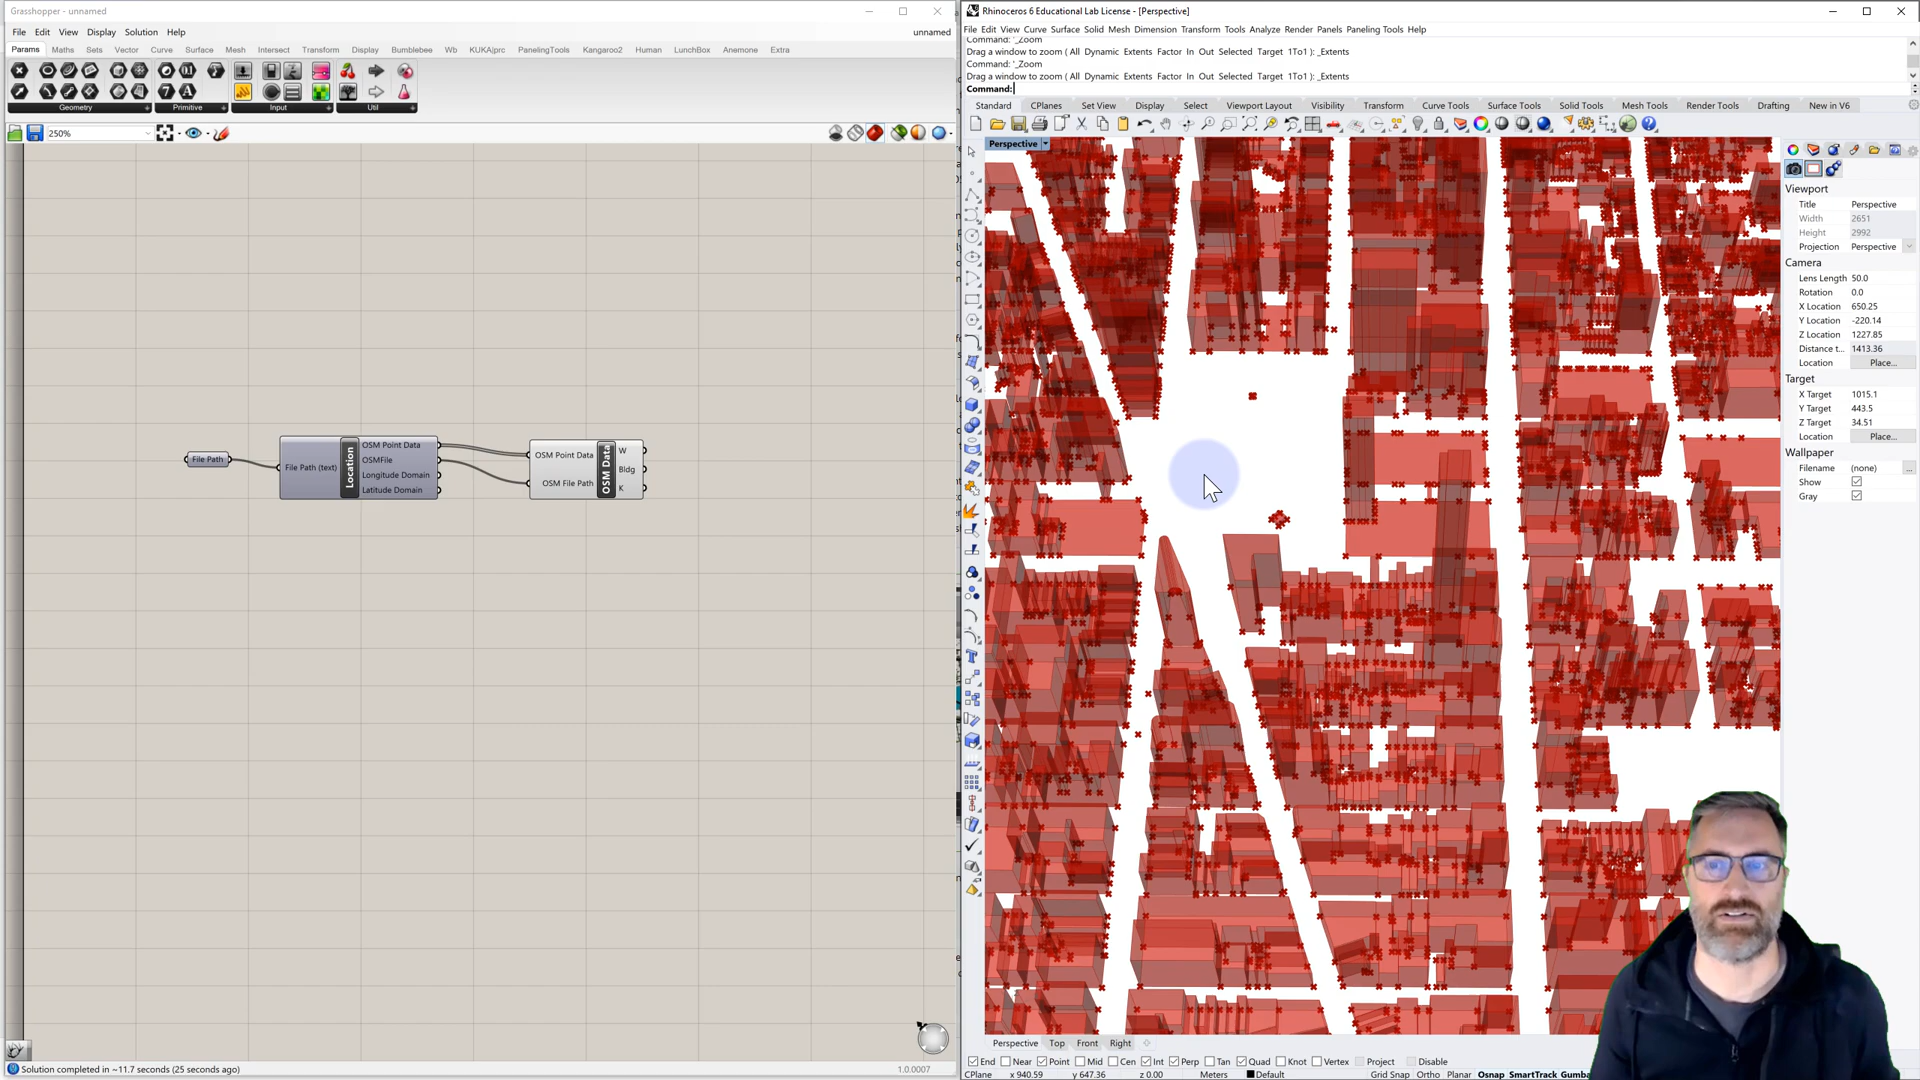 Grasshopper - unnamed
File Edit View Display Solution Help
unnamed
Params Maths Sets Vector Curve Surface Mesh Intersect Transform Display Bumblebee Wb KUKA|prc PanelingTools Kangaroo2 Human LunchBox Anemone Extra
Geometry Primitive Input Util
250%
File Path
File Path (text)
Location
OSM Point Data
OSMFile
Longitude Domain
Latitude Domain
OSM Point Data
OSM File Path
OSM Data
W
Bldg
K
Solution completed in ~11.7 seconds (25 seconds ago)
1.0.0007
Rhinoceros 6 Educational Lab License - [Perspective]
File Edit View Curve Surface Solid Mesh Dimension Transform Tools Analyze Render Panels Paneling Tools Help
Command: '_Zoom
Drag a window to zoom ( All Dynamic Extents Factor In Out Selected Target 1To1 ): _Extents
Command: '_Zoom
Drag a window to zoom ( All Dynamic Extents Factor In Out Selected Target 1To1 ): _Extents
Command:
Standard CPlanes Set View Display Select Viewport Layout Visibility Transform Curve Tools Surface Tools Solid Tools Mesh Tools Render Tools Drafting New in V6
Perspective
Viewport
Title Perspective
Width 2651
Height 2992
Projection Perspective
Camera
Lens Length 50.0
Rotation 0.0
X Location 650.25
Y Location -220.14
Z Location 1227.85
Distance t... 1413.36
Location Place...
Target
X Target 1015.1
Y Target 443.5
Z Target 34.51
Location Place...
Wallpaper
Filename (none) ...
Show
Gray
Perspective Top Front Right
End Near Point Mid Cen Int Perp Tan Quad Knot Vertex Project Disable
CPlane x 940.59 y 647.36 z 0.00 Meters Default Grid Snap Ortho Planar Osnap SmartTrack Gumba